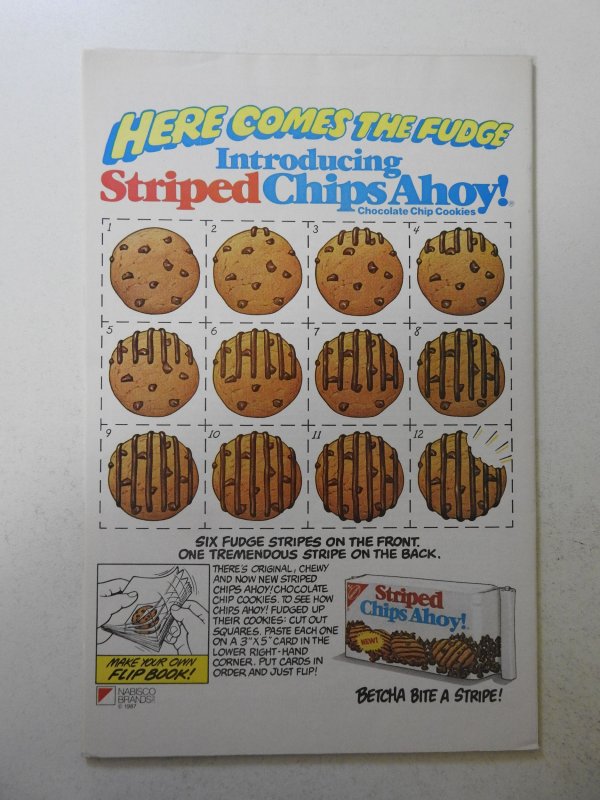 HERE COMES THE FUDGE
Introducing
Striped Chips Ahoy!®
Chocolate Chip Cookies
1 2 3 4
5 6 7 8
9 10 11 12
SIX FUDGE STRIPES ON THE FRONT.
ONE TREMENDOUS STRIPE ON THE BACK.
THERE'S ORIGINAL, CHEWY
AND NOW NEW STRIPED
CHIPS AHOY! CHOCOLATE
CHIP COOKIES. TO SEE HOW
CHIPS AHOY! FUDGED UP
THEIR COOKIES: CUT OUT
SQUARES. PASTE EACH ONE
ON A 3"X5" CARD IN THE
LOWER RIGHT-HAND
CORNER. PUT CARDS IN
ORDER AND JUST FLIP!
MAKE YOUR OWN
FLIP BOOK!
NABISCO
BRANDS
© 1987
Striped
Chips Ahoy!
NEW!
BETCHA BITE A STRIPE!